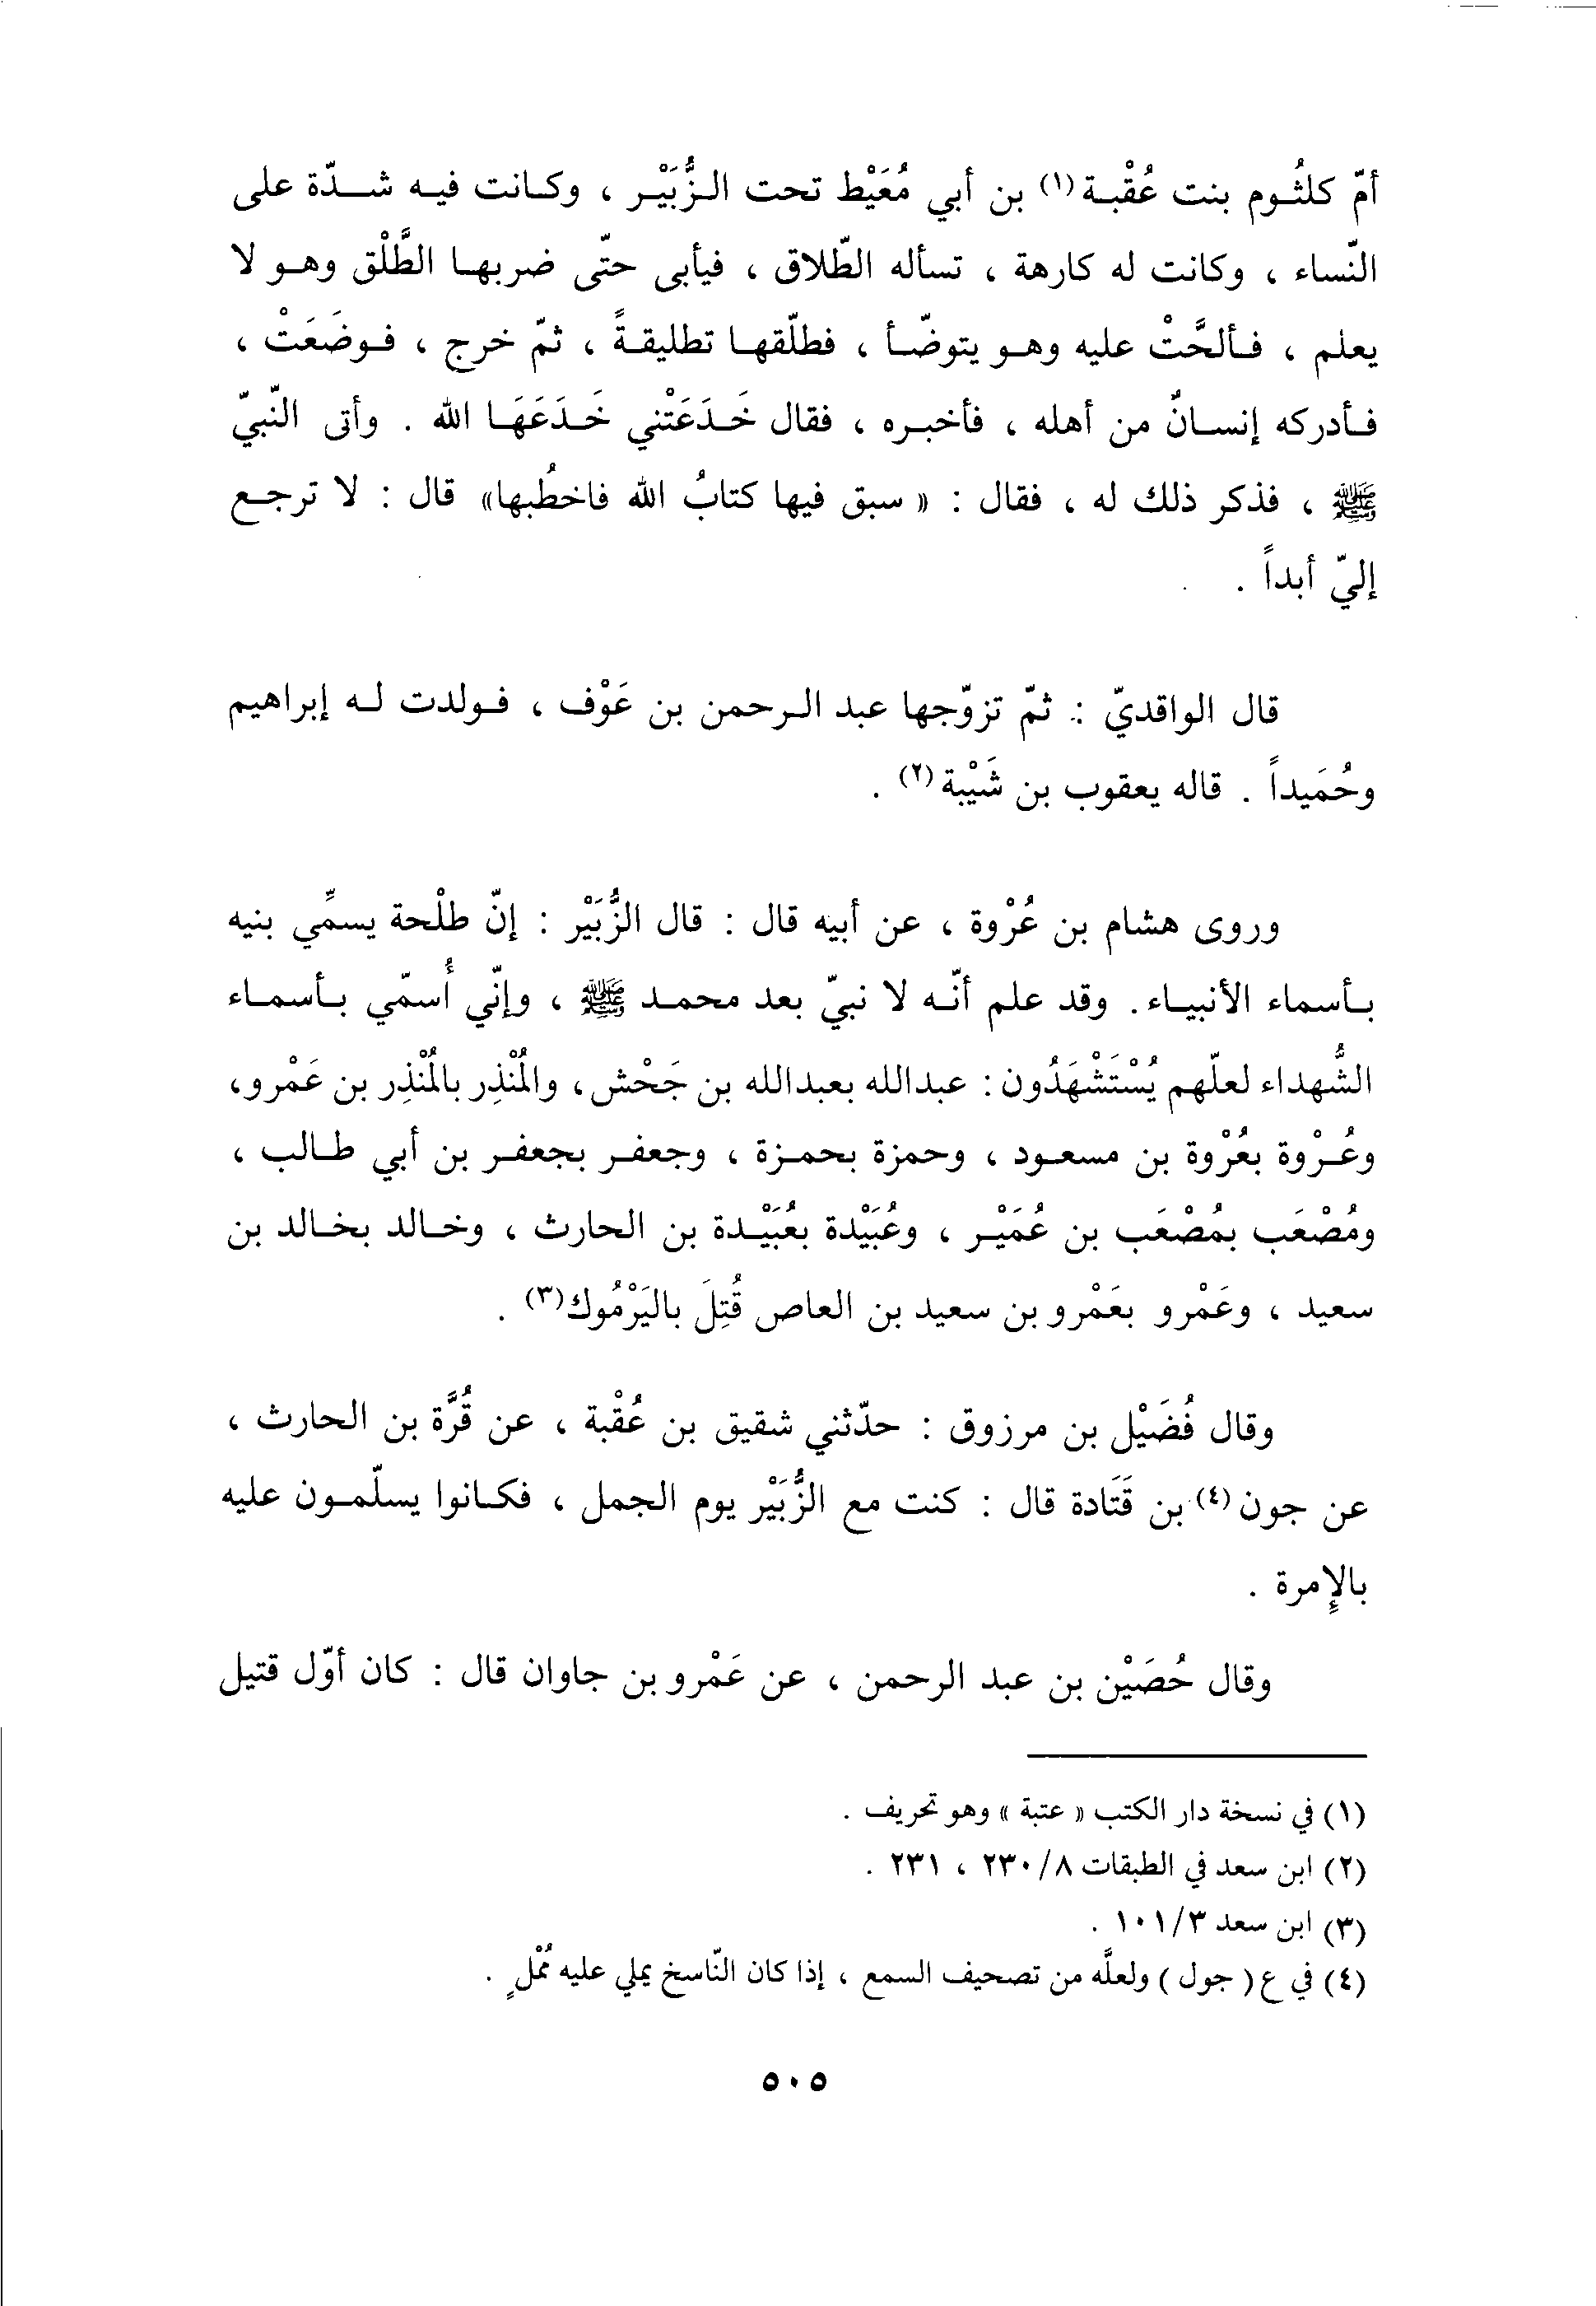 أمّ كلثُوم بنت عُقْبة(١) بن أبي مُعَيْط تحت الزُّبَيْر ، وكانت فيه شدّة على
النّساء ، وكانت له كارهة ، تسأله الطّلاق ، فيأبى حتّى ضربها الطَّلْق وهو لا
يعلم ، فألحَّتْ عليه وهو يتوضّأ ، فطلّقها تطليقةً ، ثمّ خرج ، فوضَعَتْ ،
فأدركه إنسانٌ من أهله ، فأخبره ، فقال خَدَعَتْني خَدَعَهَا الله . وأتى النّبيّ
ﷺ ، فذكر ذلك له ، فقال : « سبق فيها كتابُ الله فاخطُبها» قال : لا ترجع
إليّ أبداً .
قال الواقديّ : ثمّ تزوّجها عبد الرحمن بن عَوْف ، فولدت له إبراهيم
وحُمَيداً . قاله يعقوب بن شَيْبة(٢) .
وروى هشام بن عُرْوة ، عن أبيه قال : قال الزُّبَيْر : إنّ طلْحة يسمِّي بنيه
بأسماء الأنبياء . وقد علم أنّه لا نبيّ بعد محمد ﷺ ، وإنّي أُسمّي بأسماء
الشُّهداء لعلّهم يُسْتَشْهَدُون : عبدالله بعبدالله بن جَحْش ، والمُنْذِر بالمُنْذِر بن عَمْرو ،
وعُرْوة بعُرْوة بن مسعود ، وحمزة بحمزة ، وجعفر بجعفر بن أبي طالب ،
ومُصْعَب بمُصْعَب بن عُمَيْر ، وعُبَيْدة بعُبَيْدة بن الحارث ، وخالد بخالد بن
سعيد ، وعَمْرو بعَمْرو بن سعيد بن العاص قُتِلَ باليَرْمُوك(٣) .
وقال فُضَيْل بن مرزوق : حدّثني شقيق بن عُقْبة ، عن قُرَّة بن الحارث ،
عن جون(٤) بن قَتَادة قال : كنت مع الزُّبَيْر يوم الجمل ، فكانوا يسلّمون عليه
بالإِمرة .
وقال حُصَيْن بن عبد الرحمن ، عن عَمْرو بن جاوان قال : كان أوّل قتيل
(١) في نسخة دار الكتب « عتبة » وهو تحريف .
(٢) ابن سعد في الطبقات ٨/ ٢٣٠ ، ٢٣١ .
(٣) ابن سعد ٣/ ١٠١ .
(٤) في ع ( جول ) ولعلَّه من تصحيف السمع ، إذا كان النّاسخ يملي عليه مُمْلٍ .
٥٠٥